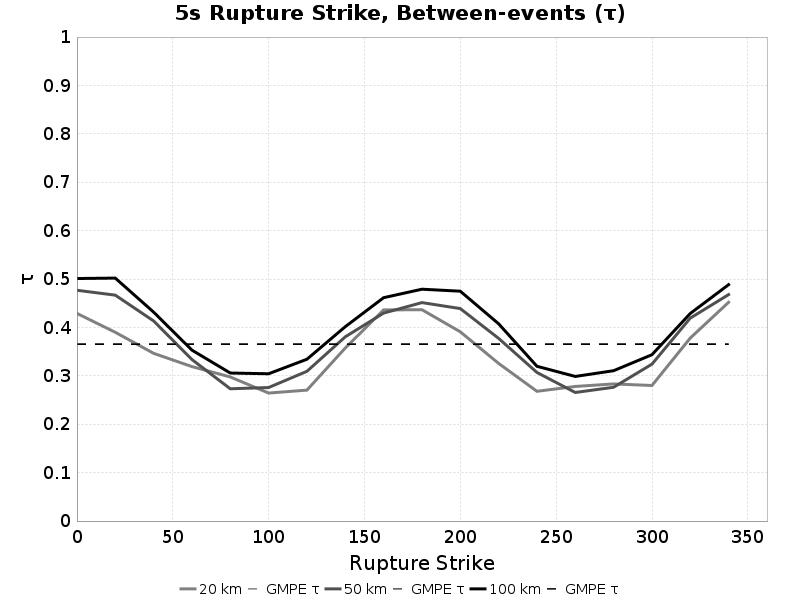 5s Rupture Strike, Between-events (τ)
1
0.9
0.8
0.7
0.6
τ
0.5
0.4
0.3
0.2
0.1
0
0 50 100 150 200 250 300 350
Rupture Strike
20 km GMPE τ 50 km GMPE τ 100 km GMPE τ